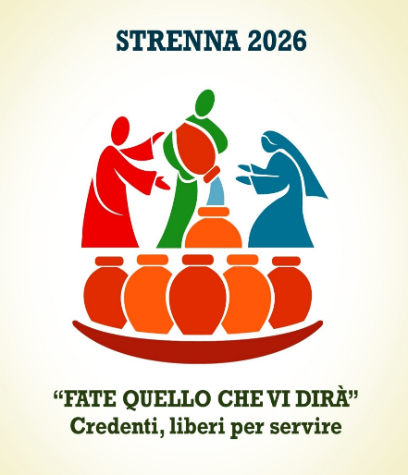 STRENNA 2026
“FATE QUELLO CHE VI DIRÀ”
Credenti, liberi per servire